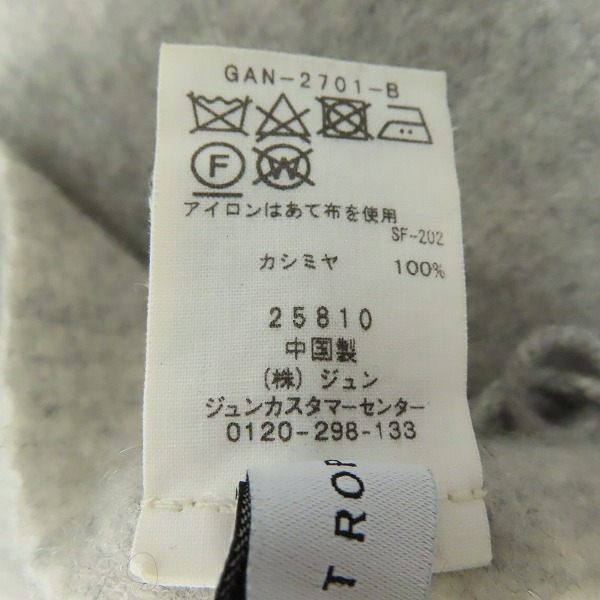 GAN-2701-B
F W
アイロンはあて布を使用
SF-202
カシミヤ 100%
25810
中国製
(株) ジュン
ジュンカスタマーセンター
0120-298-133
T ROP